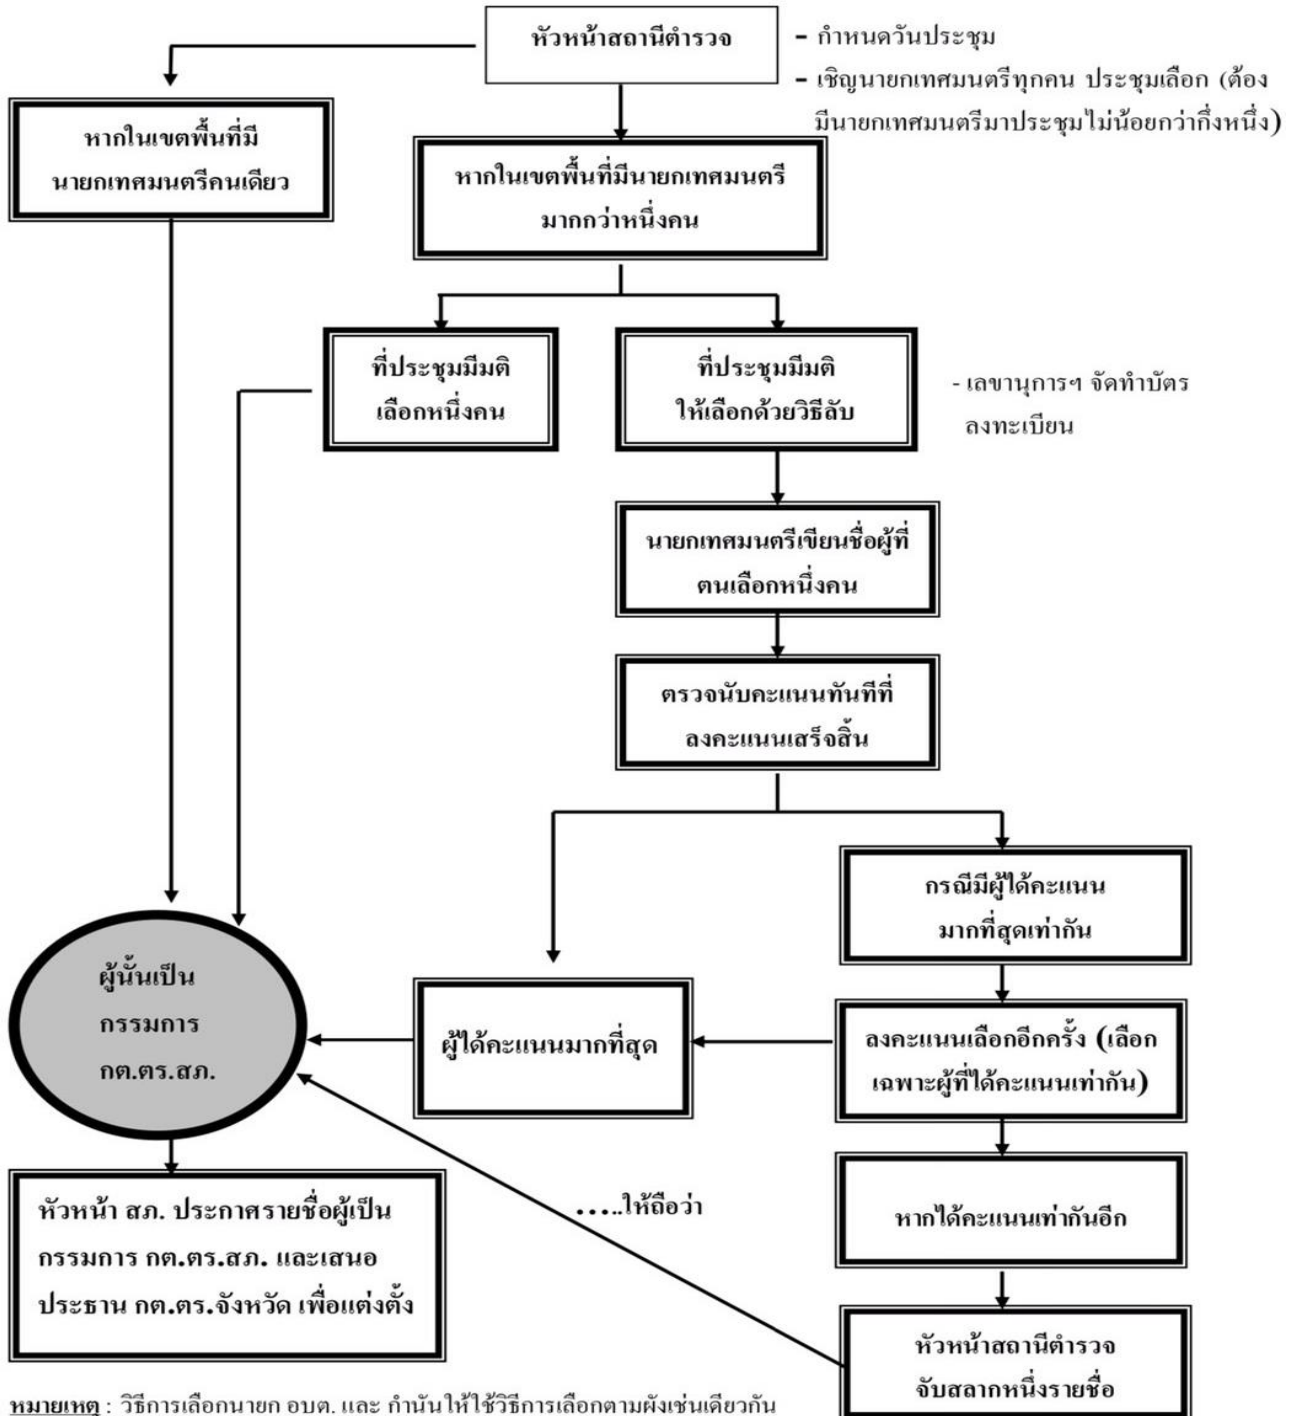 หัวหน้าสถานีตำรวจ
- กำหนดวันประชุม
- เชิญนายกเทศมนตรีทุกคน ประชุมเลือก (ต้อง
มีนายกเทศมนตรีมาประชุมไม่น้อยกว่ากึ่งหนึ่ง)
หากในเขตพื้นที่มี
นายกเทศมนตรีคนเดียว
หากในเขตพื้นที่มีนายกเทศมนตรี
มากกว่าหนึ่งคน
ที่ประชุมมีมติ
เลือกหนึ่งคน
ที่ประชุมมีมติ
ให้เลือกด้วยวิธีลับ
- เลขานุการฯ จัดทำบัตร
ลงทะเบียน
นายกเทศมนตรีเขียนชื่อผู้ที่
ตนเลือกหนึ่งคน
ตรวจนับคะแนนทันทีที่
ลงคะแนนเสร็จสิ้น
กรณีมีผู้ได้คะแนน
มากที่สุดเท่ากัน
ผู้นั้นเป็น
กรรมการ
กต.ตร.สภ.
ผู้ได้คะแนนมากที่สุด
ลงคะแนนเลือกอีกครั้ง (เลือก
เฉพาะผู้ที่ได้คะแนนเท่ากัน)
หัวหน้า สภ. ประกาศรายชื่อผู้เป็น
กรรมการ กต.ตร.สภ. และเสนอ
ประธาน กต.ตร.จังหวัด เพื่อแต่งตั้ง
.....ให้ถือว่า
หากได้คะแนนเท่ากันอีก
หัวหน้าสถานีตำรวจ
จับสลากหนึ่งรายชื่อ
หมายเหตุ : วิธีการเลือกนายก อบต. และ กำนันให้ใช้วิธีการเลือกตามผังเช่นเดียวกัน